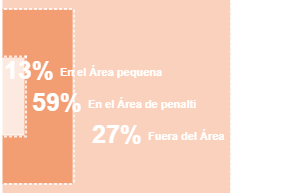 13% En el Área pequena
59% En el Área de penalti
27% Fuera del Área